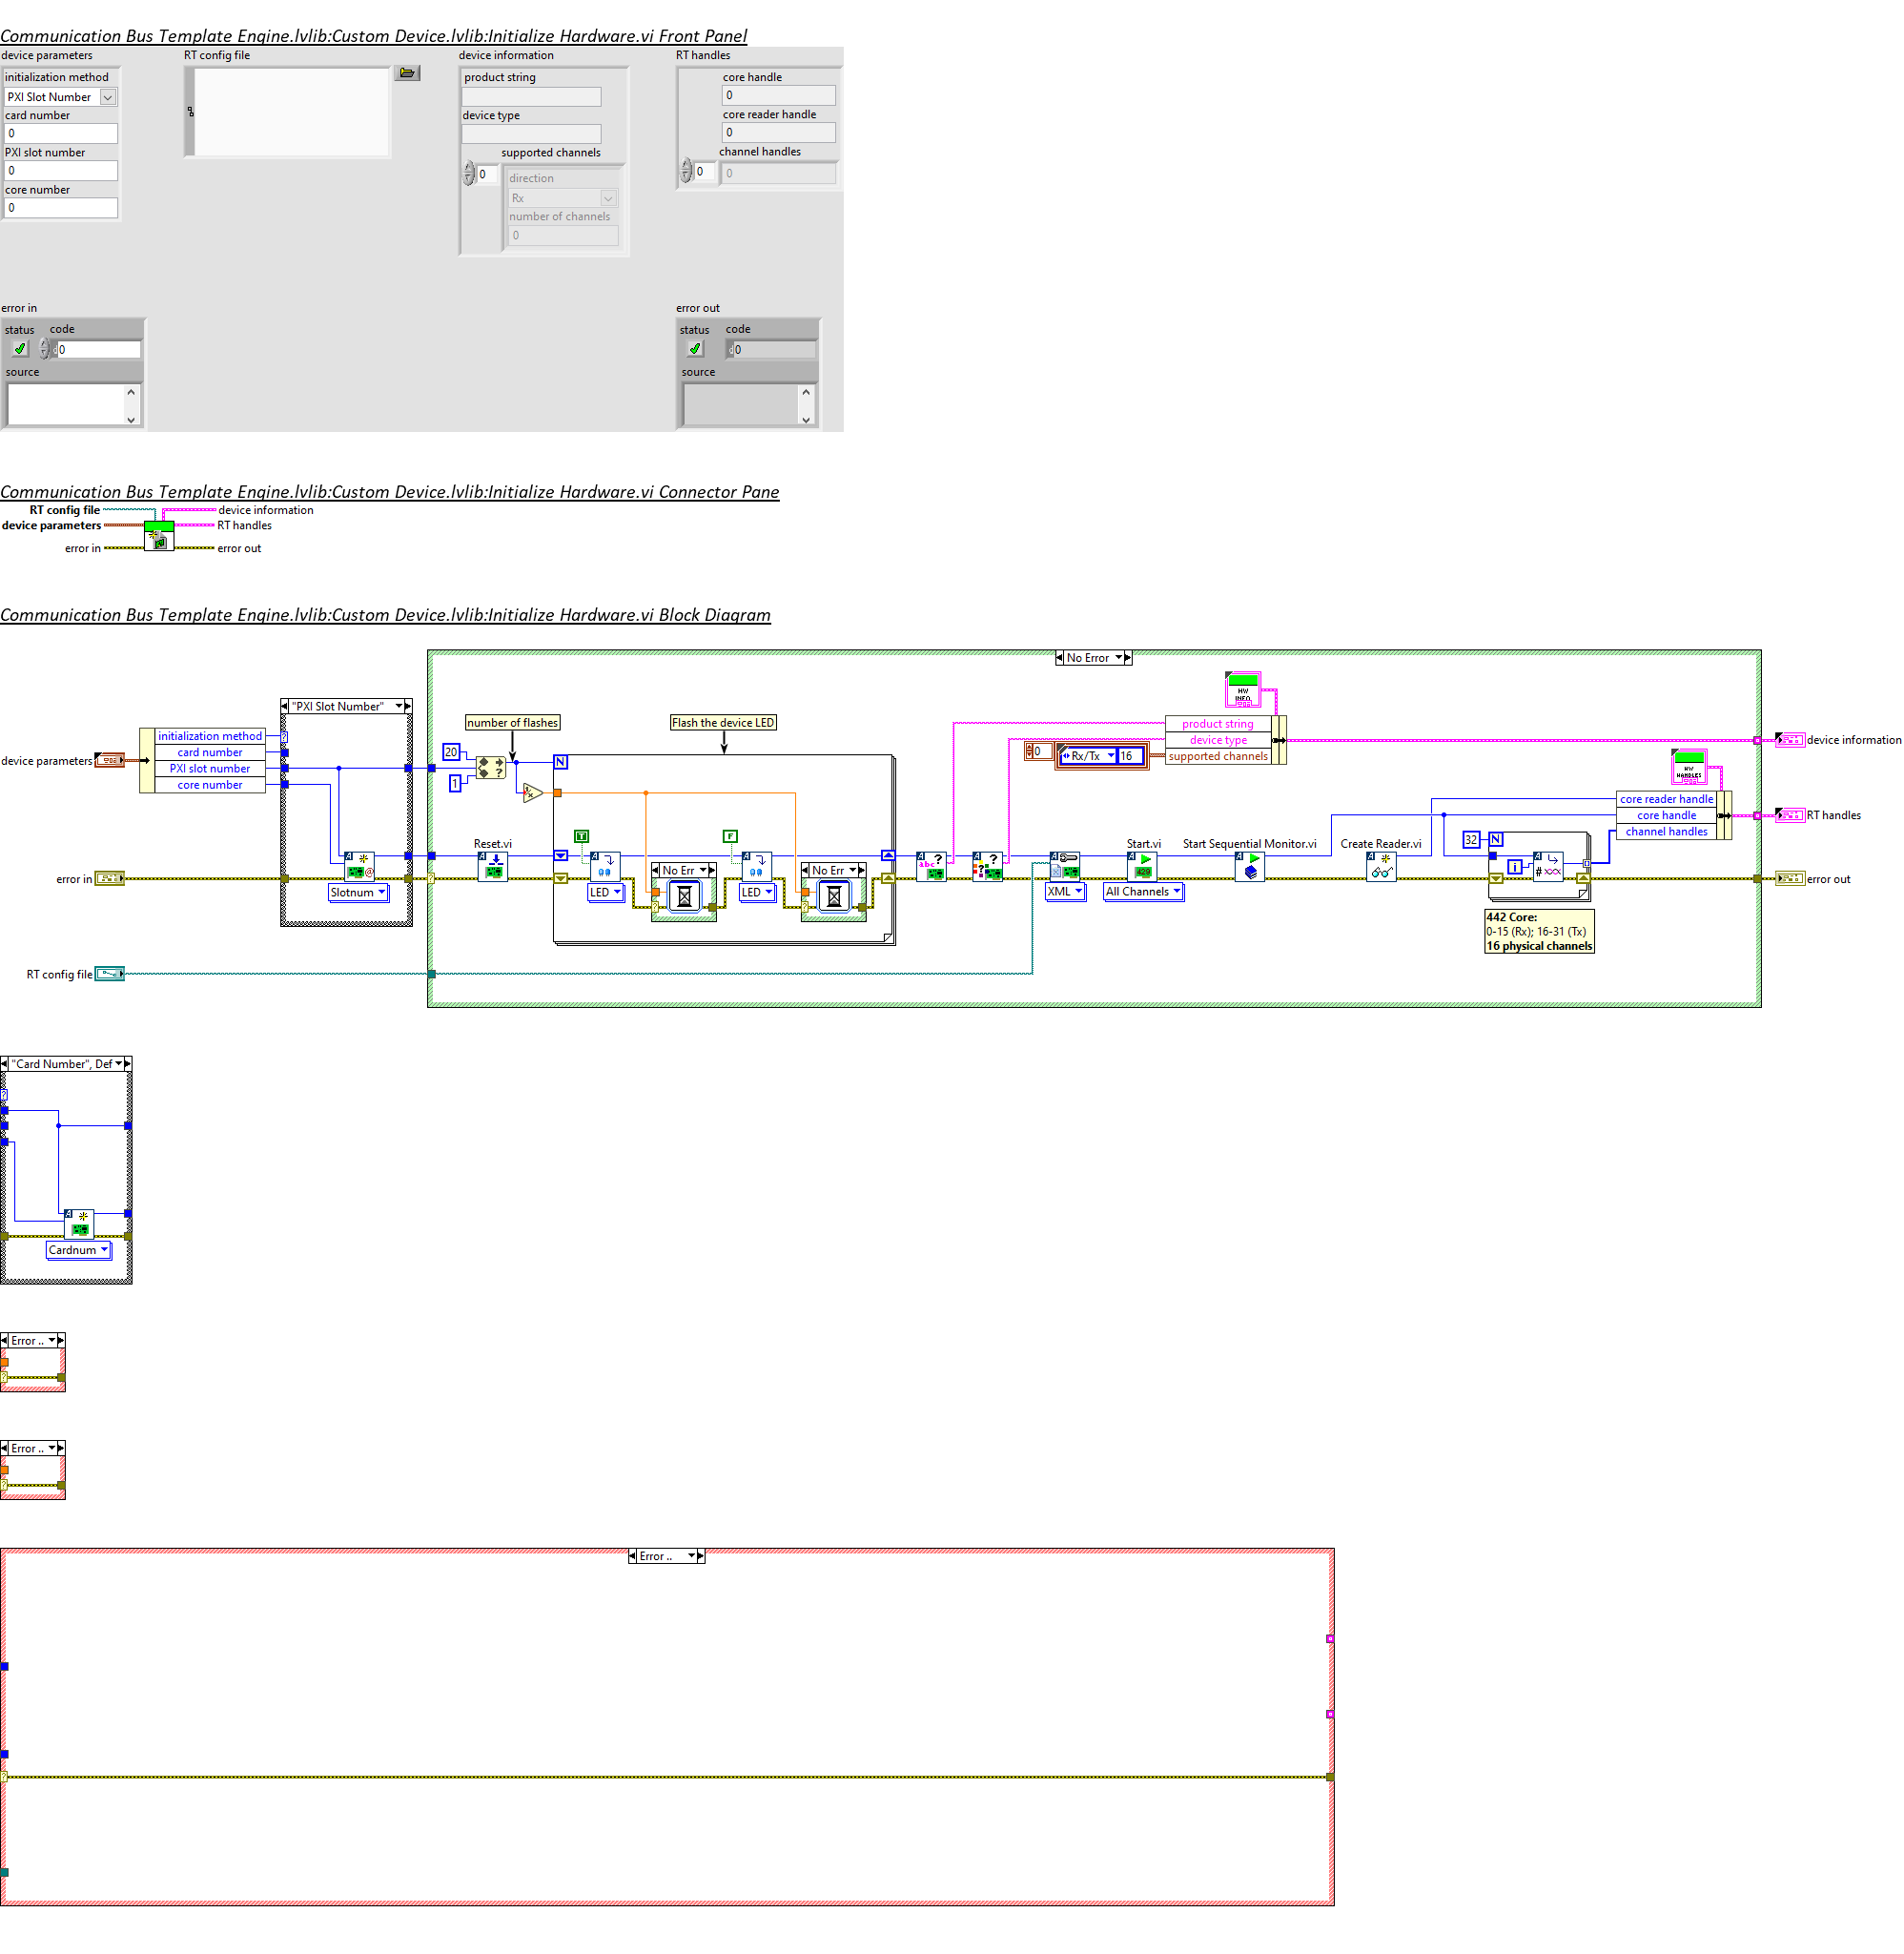 Communication Bus Template Engine.lvlib:Custom Device.lvlib:Initialize Hardware.vi Front Panel
device parameters
initialization method
PXI Slot Number
card number
0
PXI slot number
0
core number
0
RT config file
device information
product string
device type
supported channels
0
direction
Rx
number of channels
0
RT handles
core handle
0
core reader handle
0
channel handles
0
0
error in
status code
0
source
error out
status code
0
source
Communication Bus Template Engine.lvlib:Custom Device.lvlib:Initialize Hardware.vi Connector Pane
RT config file
device parameters
error in
device information
RT handles
error out
Communication Bus Template Engine.lvlib:Custom Device.lvlib:Initialize Hardware.vi Block Diagram
No Error
"PXI Slot Number"
number of flashes
Flash the device LED
HW
INFO
device parameters
initialization method
card number
PXI slot number
core number
20
1
N
product string
device type
supported channels
0
Rx/Tx
16
device information
HW
HANDLES
core reader handle
core handle
channel handles
RT handles
Reset.vi
T
F
Start.vi
Start Sequential Monitor.vi
Create Reader.vi
32
N
i
error in
Slotnum
LED
No Err
LED
No Err
abc
XML
429
All Channels
# xxx
error out
442 Core:
0-15 (Rx); 16-31 (Tx)
16 physical channels
RT config file
"Card Number", Def
Cardnum
Error ..
Error ..
Error ..